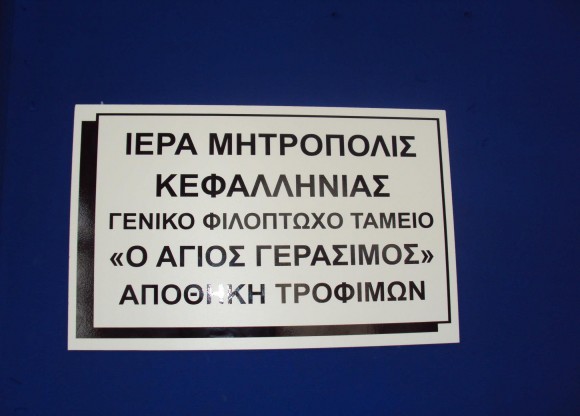 ΙΕΡΑ ΜΗΤΡΟΠΟΛΙΣ
ΚΕΦΑΛΛΗΝΙΑΣ
ΓΕΝΙΚΟ ΦΙΛΟΠΤΩΧΟ ΤΑΜΕΙΟ
«Ο ΑΓΙΟΣ ΓΕΡΑΣΙΜΟΣ»
ΑΠΟΘΗΚΗ ΤΡΟΦΙΜΩΝ